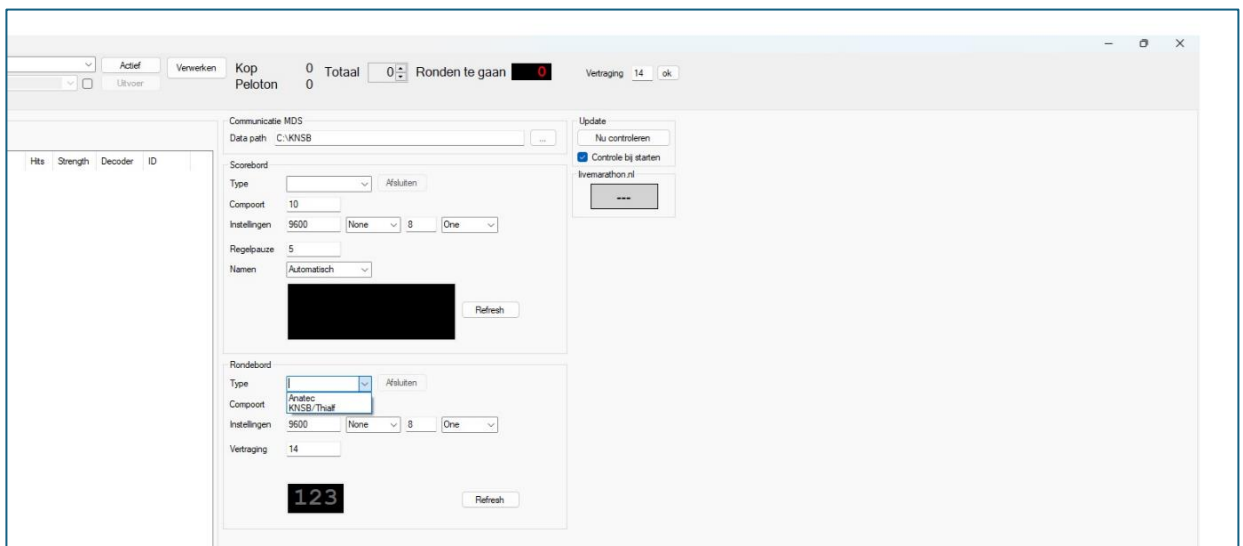 Actief
Verwerken
Kop 0
Totaal 0
Ronden te gaan 0
Vertraging 14 ok
Uitvoer
Peloton 0
Hits Strength Decoder ID
Communicatie MDS
Data path C:\KNSB ...
Scorebord
Type Afsluiten
Compoort 10
Instellingen 9600 None 8 One
Regelpauze 5
Namen Automatisch
Refresh
Rondebord
Type Afsluiten
Anatec
KNSB/Thialf
Compoort
Instellingen 9600 None 8 One
Vertraging 14
123 Refresh
Update
Nu controleren
Controle bij starten
livemarathon.nl
---